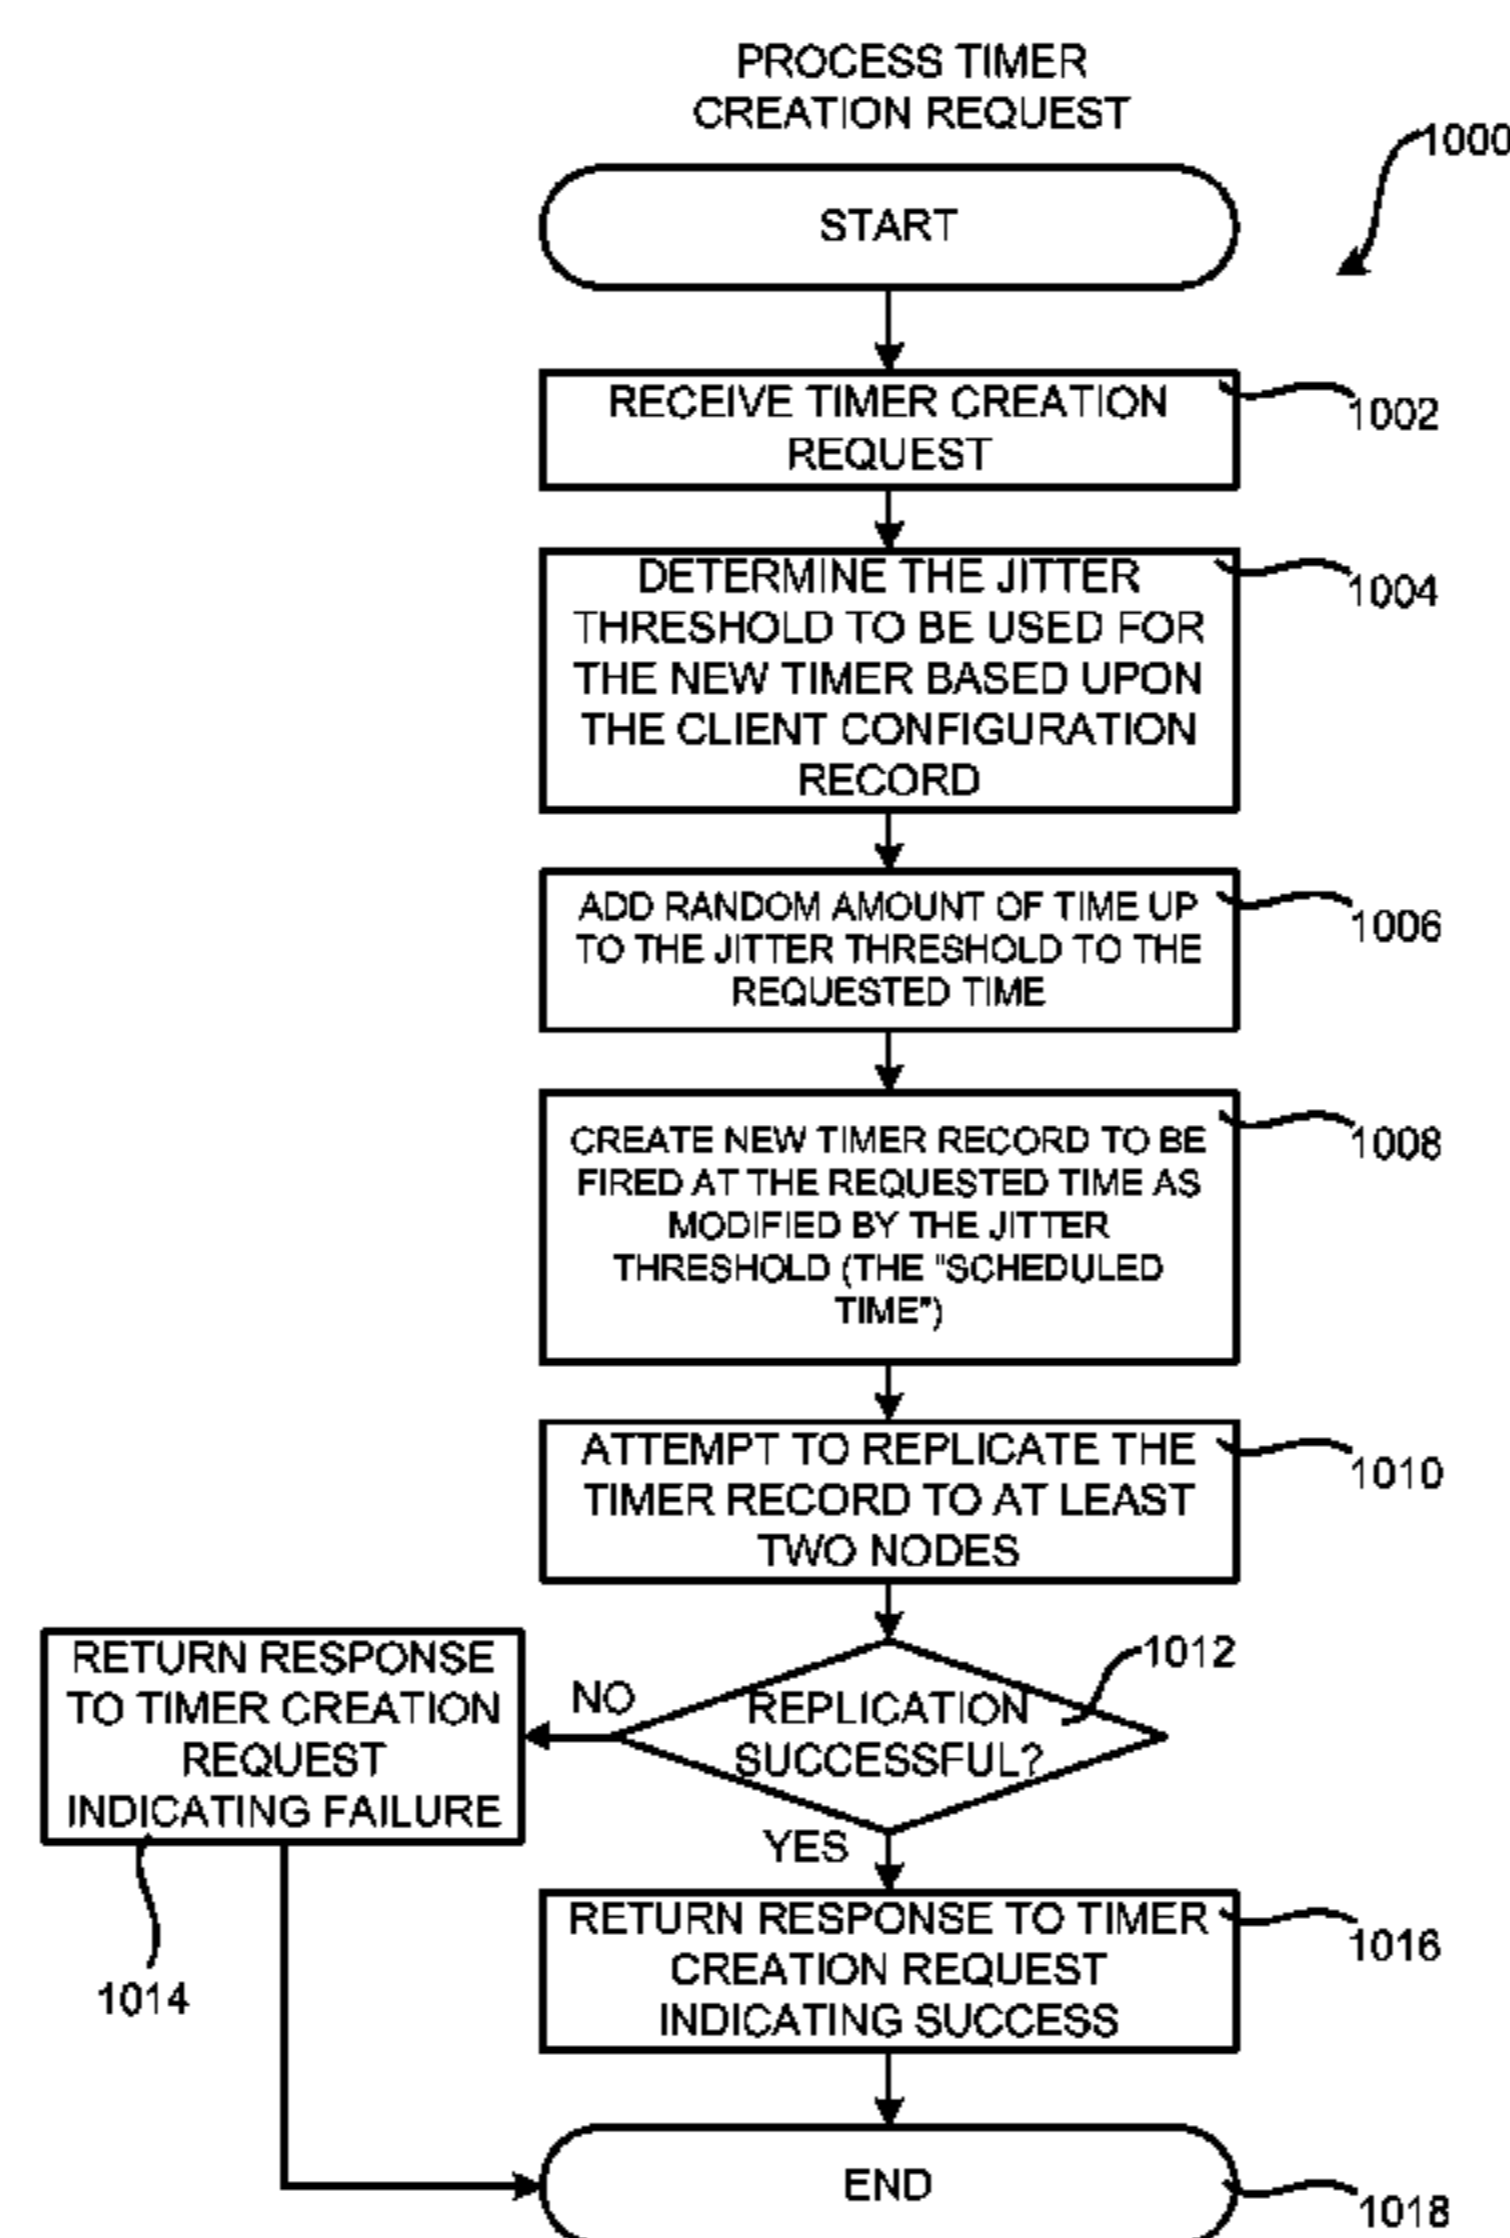 PROCESS TIMER
CREATION REQUEST
1000
START
RECEIVE TIMER CREATION
REQUEST
1002
DETERMINE THE JITTER
THRESHOLD TO BE USED FOR
THE NEW TIMER BASED UPON
THE CLIENT CONFIGURATION
RECORD
1004
ADD RANDOM AMOUNT OF TIME UP
TO THE JITTER THRESHOLD TO THE
REQUESTED TIME
1006
CREATE NEW TIMER RECORD TO BE
FIRED AT THE REQUESTED TIME AS
MODIFIED BY THE JITTER
THRESHOLD (THE "SCHEDULED
TIME")
1008
ATTEMPT TO REPLICATE THE
TIMER RECORD TO AT LEAST
TWO NODES
1010
REPLICATION
SUCCESSFUL?
1012
NO
RETURN RESPONSE
TO TIMER CREATION
REQUEST
INDICATING FAILURE
1014
YES
RETURN RESPONSE TO TIMER
CREATION REQUEST
INDICATING SUCCESS
1016
END
1018